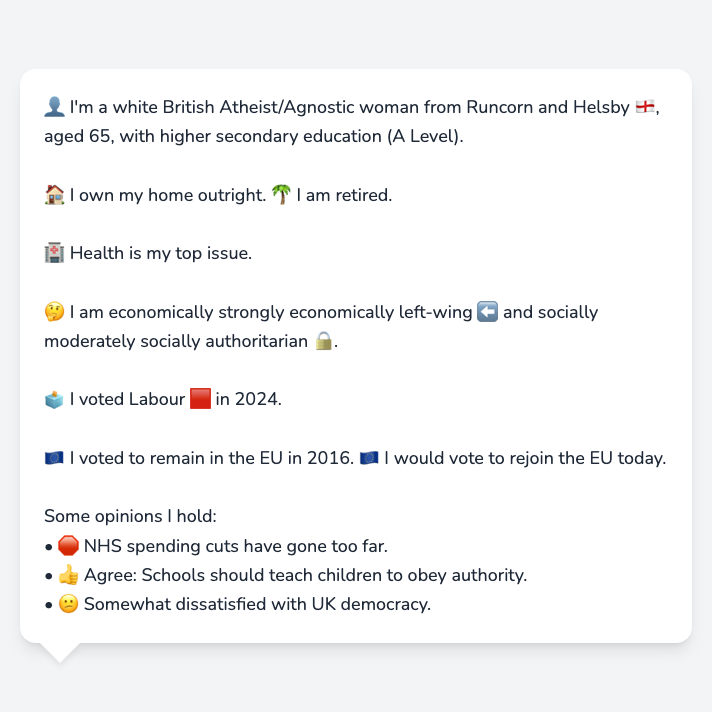 👤 I'm a white British Atheist/Agnostic woman from Runcorn and Helsby 🏴󠁧󠁢󠁥󠁮󠁧󠁿,
aged 65, with higher secondary education (A Level).
🏠 I own my home outright. 🌴 I am retired.
🏥 Health is my top issue.
🤔 I am economically strongly economically left-wing ⬅️ and socially
moderately socially authoritarian 🔒.
🗳️ I voted Labour 🟥 in 2024.
🇪🇺 I voted to remain in the EU in 2016. 🇪🇺 I would vote to rejoin the EU today.
Some opinions I hold:
• 🛑 NHS spending cuts have gone too far.
• 👍 Agree: Schools should teach children to obey authority.
• 😕 Somewhat dissatisfied with UK democracy.